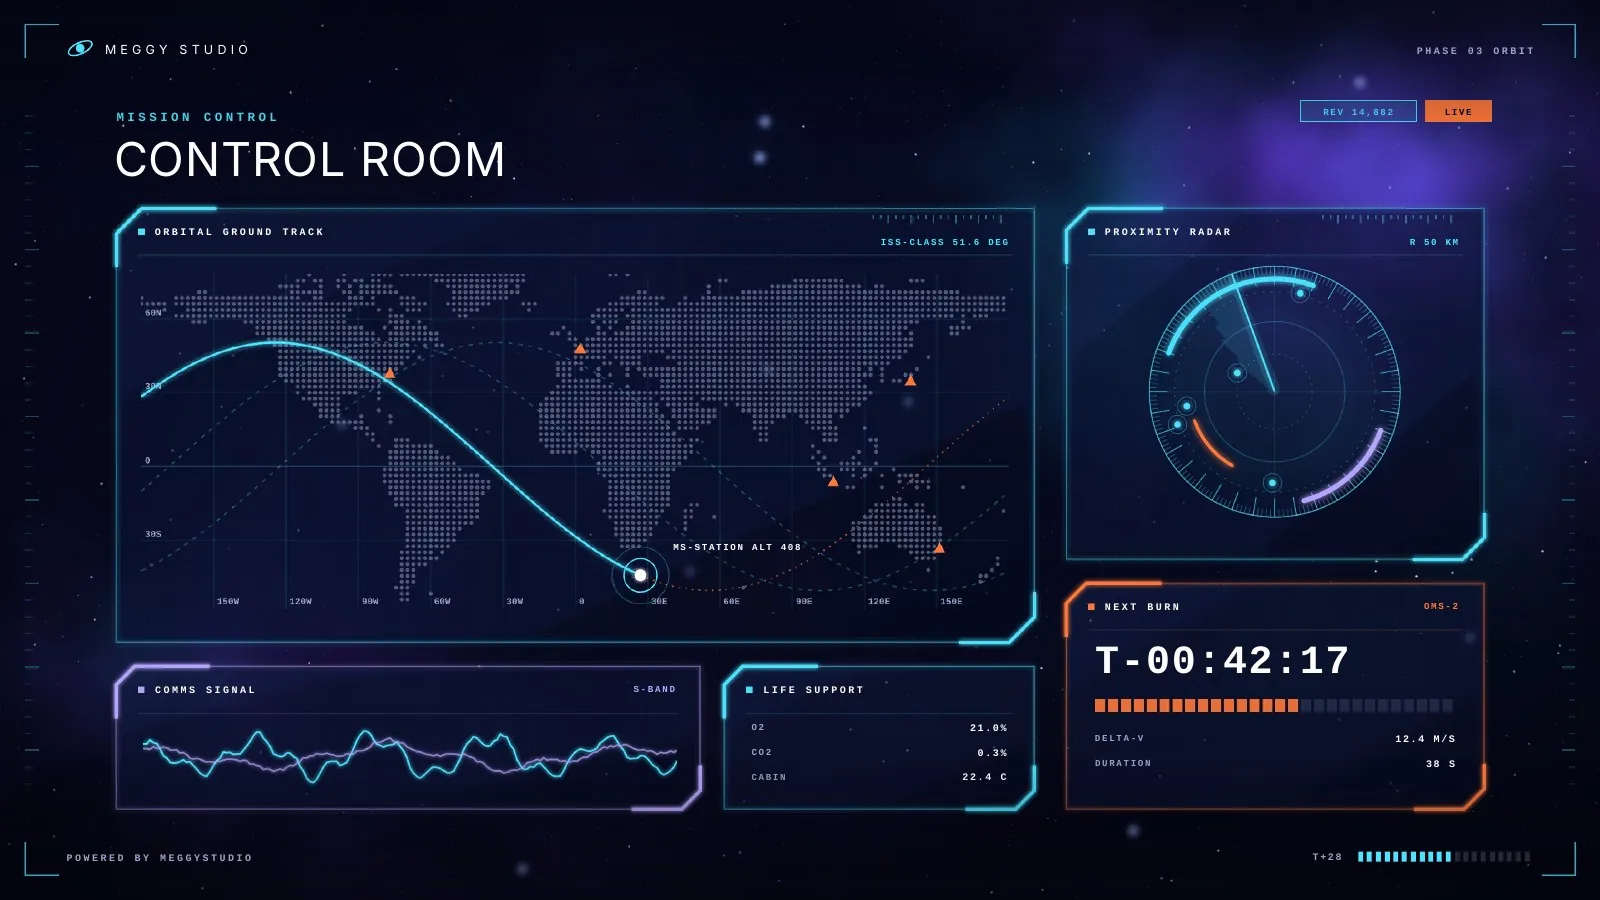 MEGGY STUDIO
PHASE 03 ORBIT
MISSION CONTROL
CONTROL ROOM
REV 14,882
LIVE
ORBITAL GROUND TRACK
ISS-CLASS 51.6 DEG
60N
30N
0
30S
MS-STATION ALT 408
150W
120W
90W
60W
30W
0
30E
60E
90E
120E
150E
PROXIMITY RADAR
R 50 KM
COMMS SIGNAL
S-BAND
LIFE SUPPORT
O2 21.0%
CO2 0.3%
CABIN 22.4 C
NEXT BURN
OMS-2
T-00:42:17
DELTA-V 12.4 M/S
DURATION 38 S
POWERED BY MEGGYSTUDIO
T+28